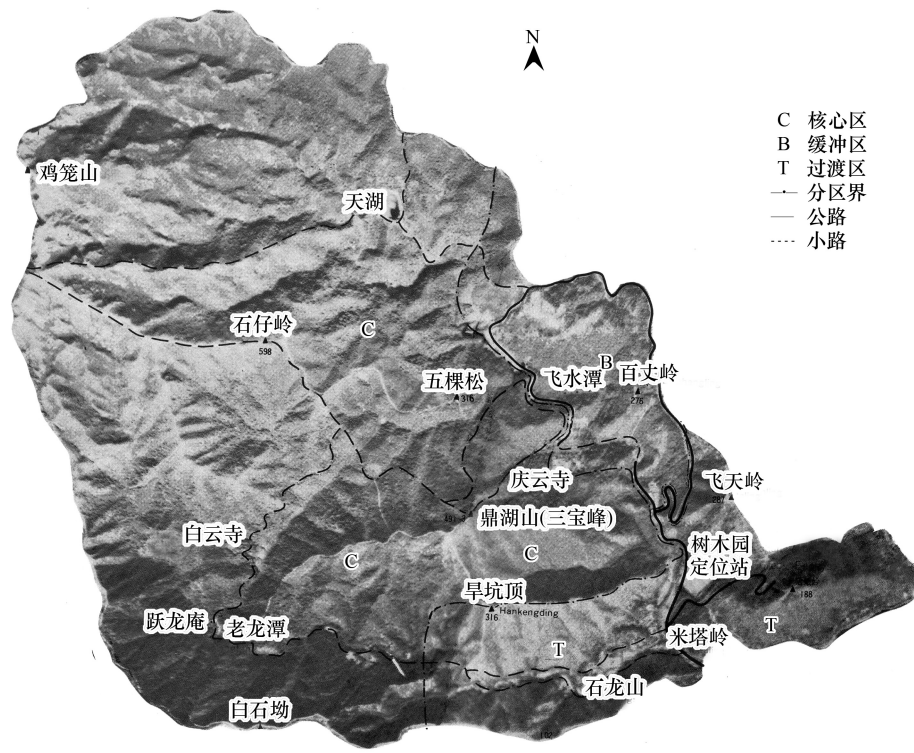 N
C 核心区
B 缓冲区
T 过渡区
分区界
公路
小路
鸡笼山
天湖
石仔岭
598
C
五棵松
316
飞水潭
B
百丈岭
276
庆云寺
飞天岭
鼎湖山(三宝峰)
白云寺
C
C
树木园
定位站
旱坑顶
316
Hankengding
188
跃龙庵
老龙潭
T
米塔岭
T
石龙山
白石坳
102